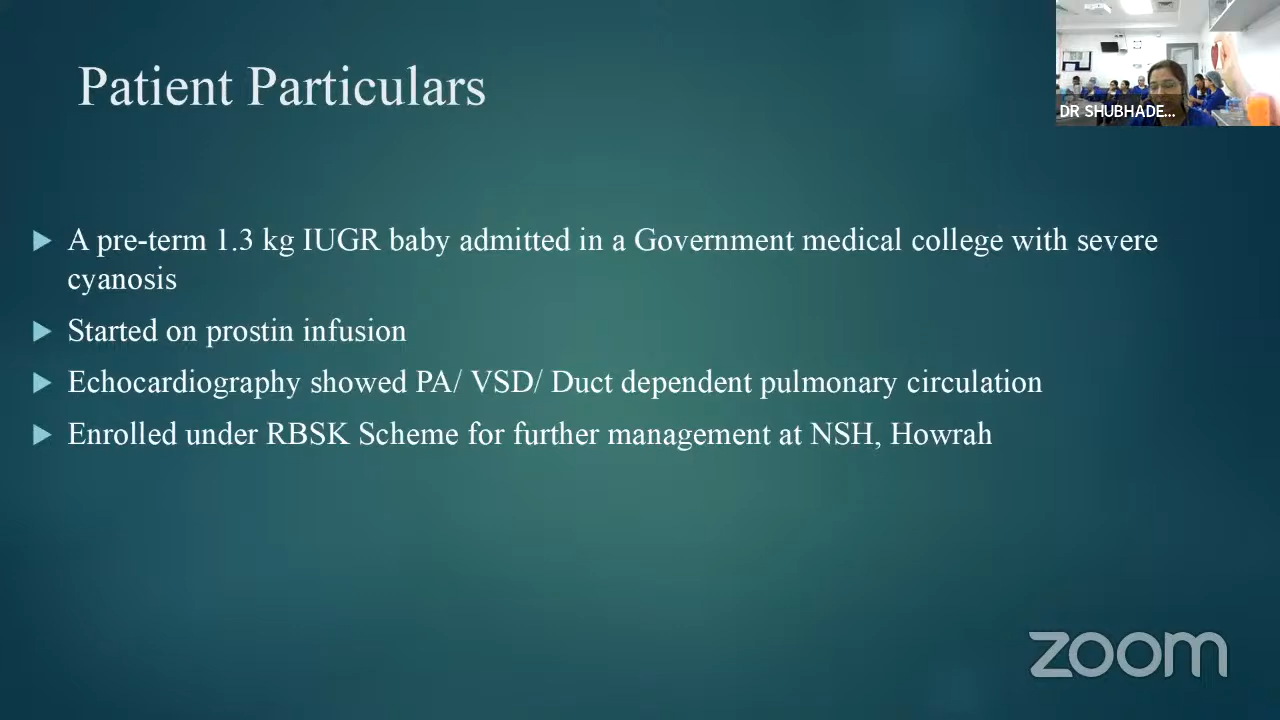 Patient Particulars
DR SHUBHADE...
A pre-term 1.3 kg IUGR baby admitted in a Government medical college with severe
cyanosis
Started on prostin infusion
Echocardiography showed PA/ VSD/ Duct dependent pulmonary circulation
Enrolled under RBSK Scheme for further management at NSH, Howrah
zoom